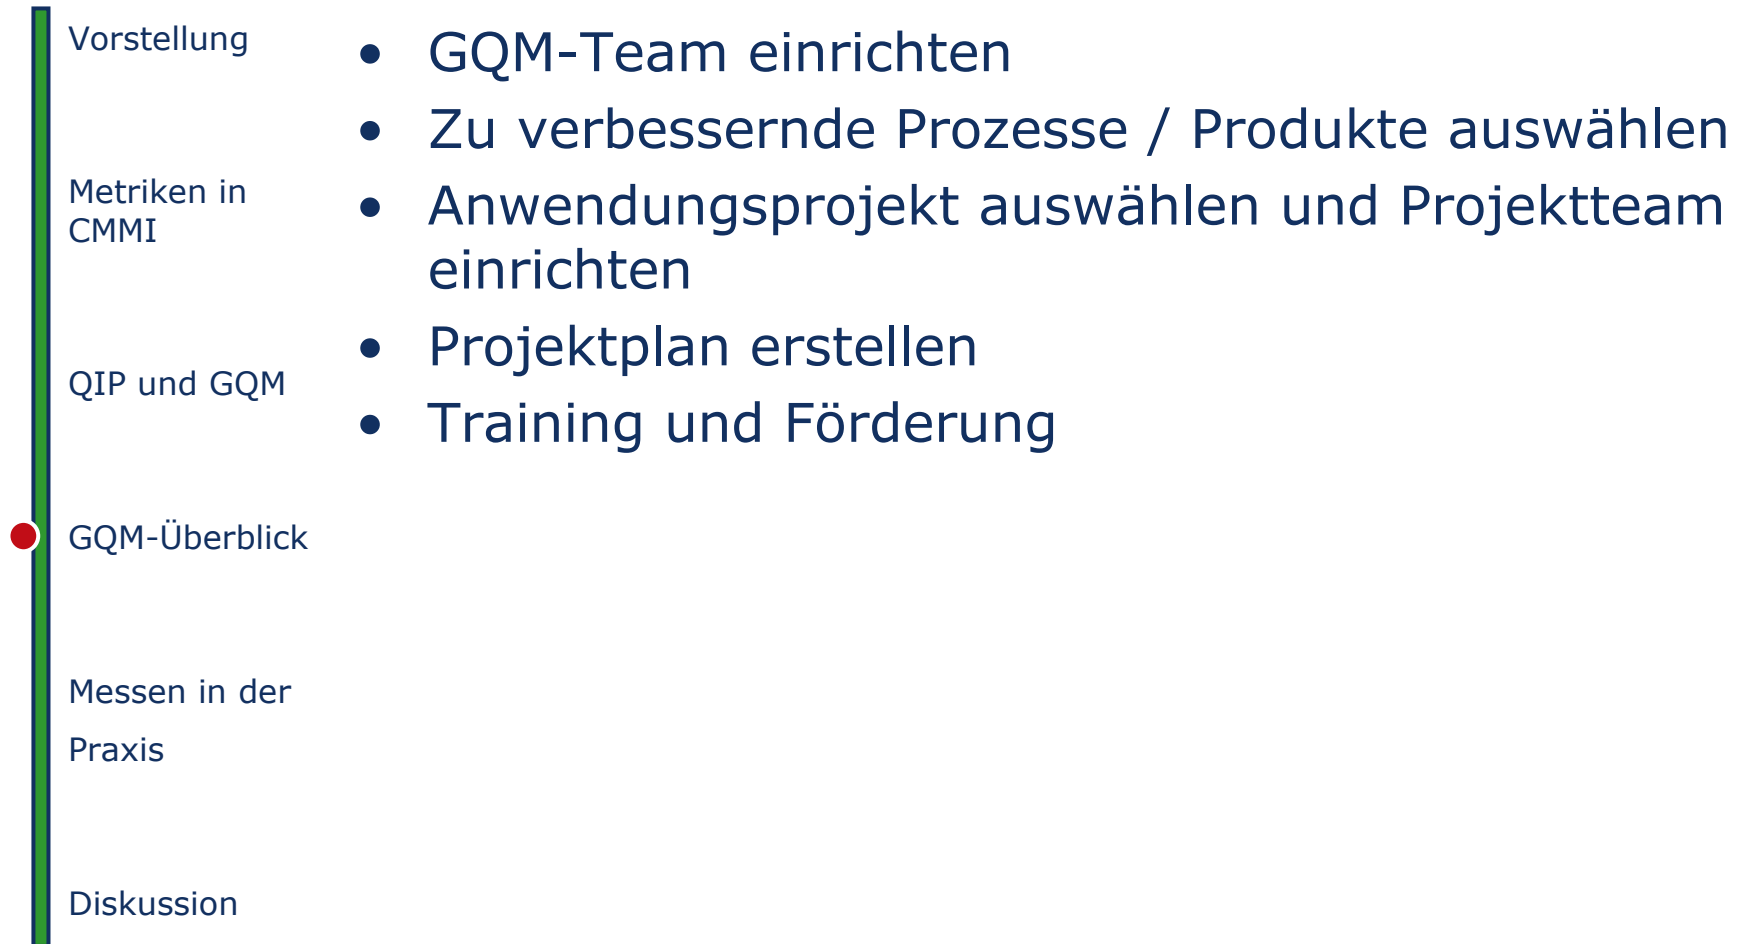 Vorstellung
Metriken in
CMMI
QIP und GQM
GQM-Überblick
Messen in der
Praxis
Diskussion
• GQM-Team einrichten
• Zu verbessernde Prozesse / Produkte auswählen
• Anwendungsprojekt auswählen und Projektteam
einrichten
• Projektplan erstellen
• Training und Förderung